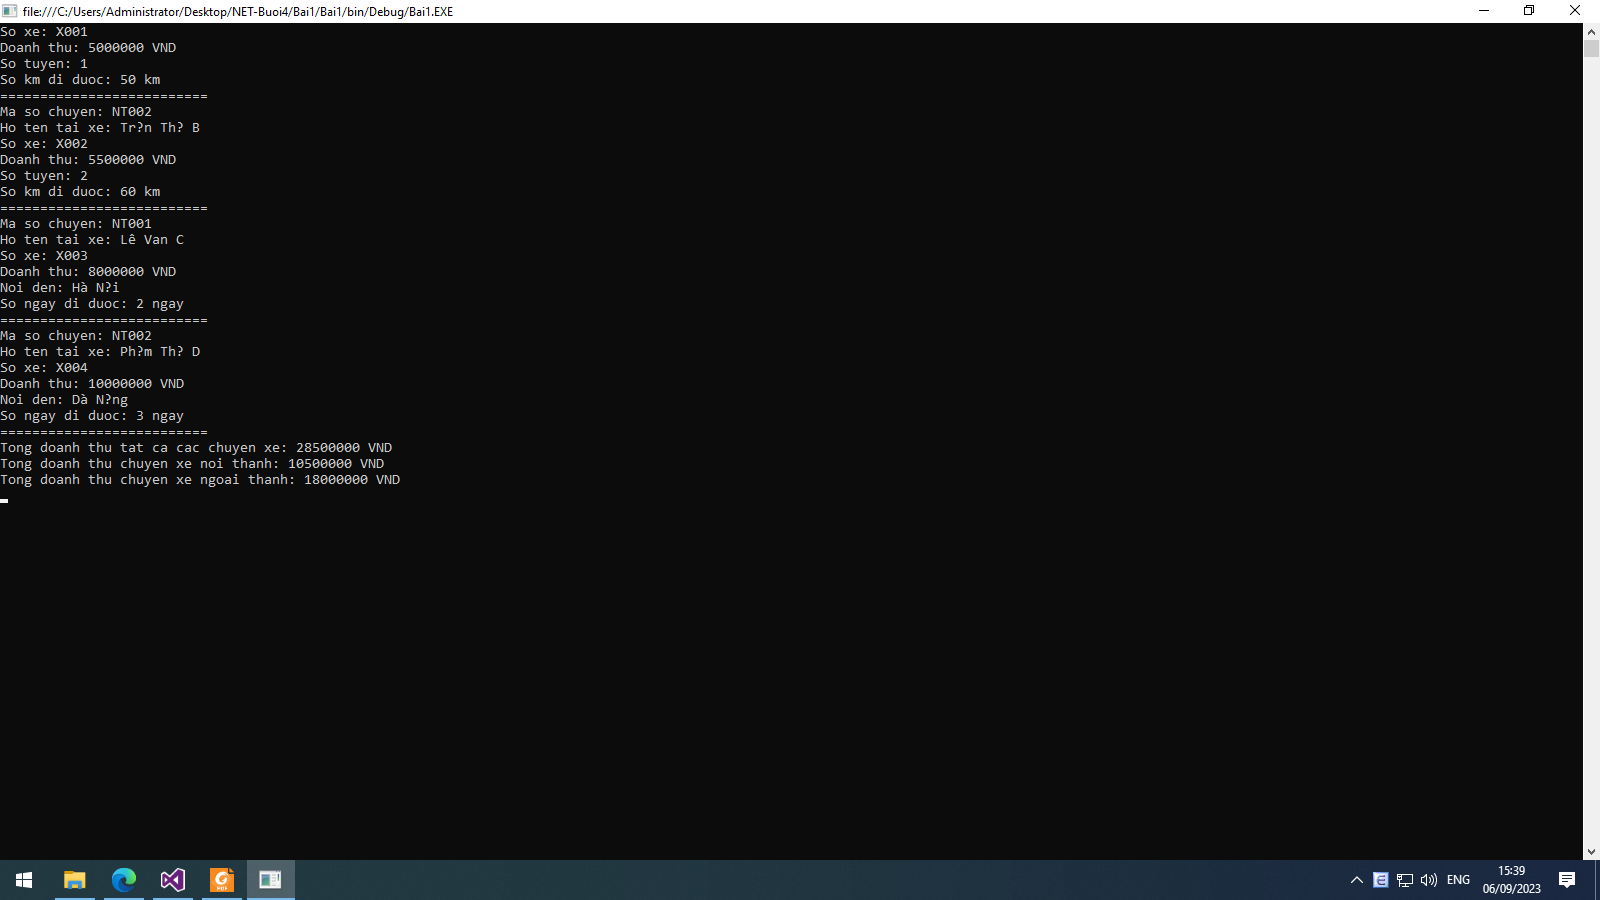 file:///C:/Users/Administrator/Desktop/NET-Buoi4/Bai1/Bai1/bin/Debug/Bai1.EXE
So xe: X001
Doanh thu: 5000000 VND
So tuyen: 1
So km di duoc: 50 km
==========================
Ma so chuyen: NT002
Ho ten tai xe: Tr?n Th? B
So xe: X002
Doanh thu: 5500000 VND
So tuyen: 2
So km di duoc: 60 km
==========================
Ma so chuyen: NT001
Ho ten tai xe: Lê Van C
So xe: X003
Doanh thu: 8000000 VND
Noi den: Hà N?i
So ngay di duoc: 2 ngay
==========================
Ma so chuyen: NT002
Ho ten tai xe: Ph?m Th? D
So xe: X004
Doanh thu: 10000000 VND
Noi den: Dà N?ng
So ngay di duoc: 3 ngay
==========================
Tong doanh thu tat ca cac chuyen xe: 28500000 VND
Tong doanh thu chuyen xe noi thanh: 10500000 VND
Tong doanh thu chuyen xe ngoai thanh: 18000000 VND
PDF
E
ENG
15:39
06/09/2023